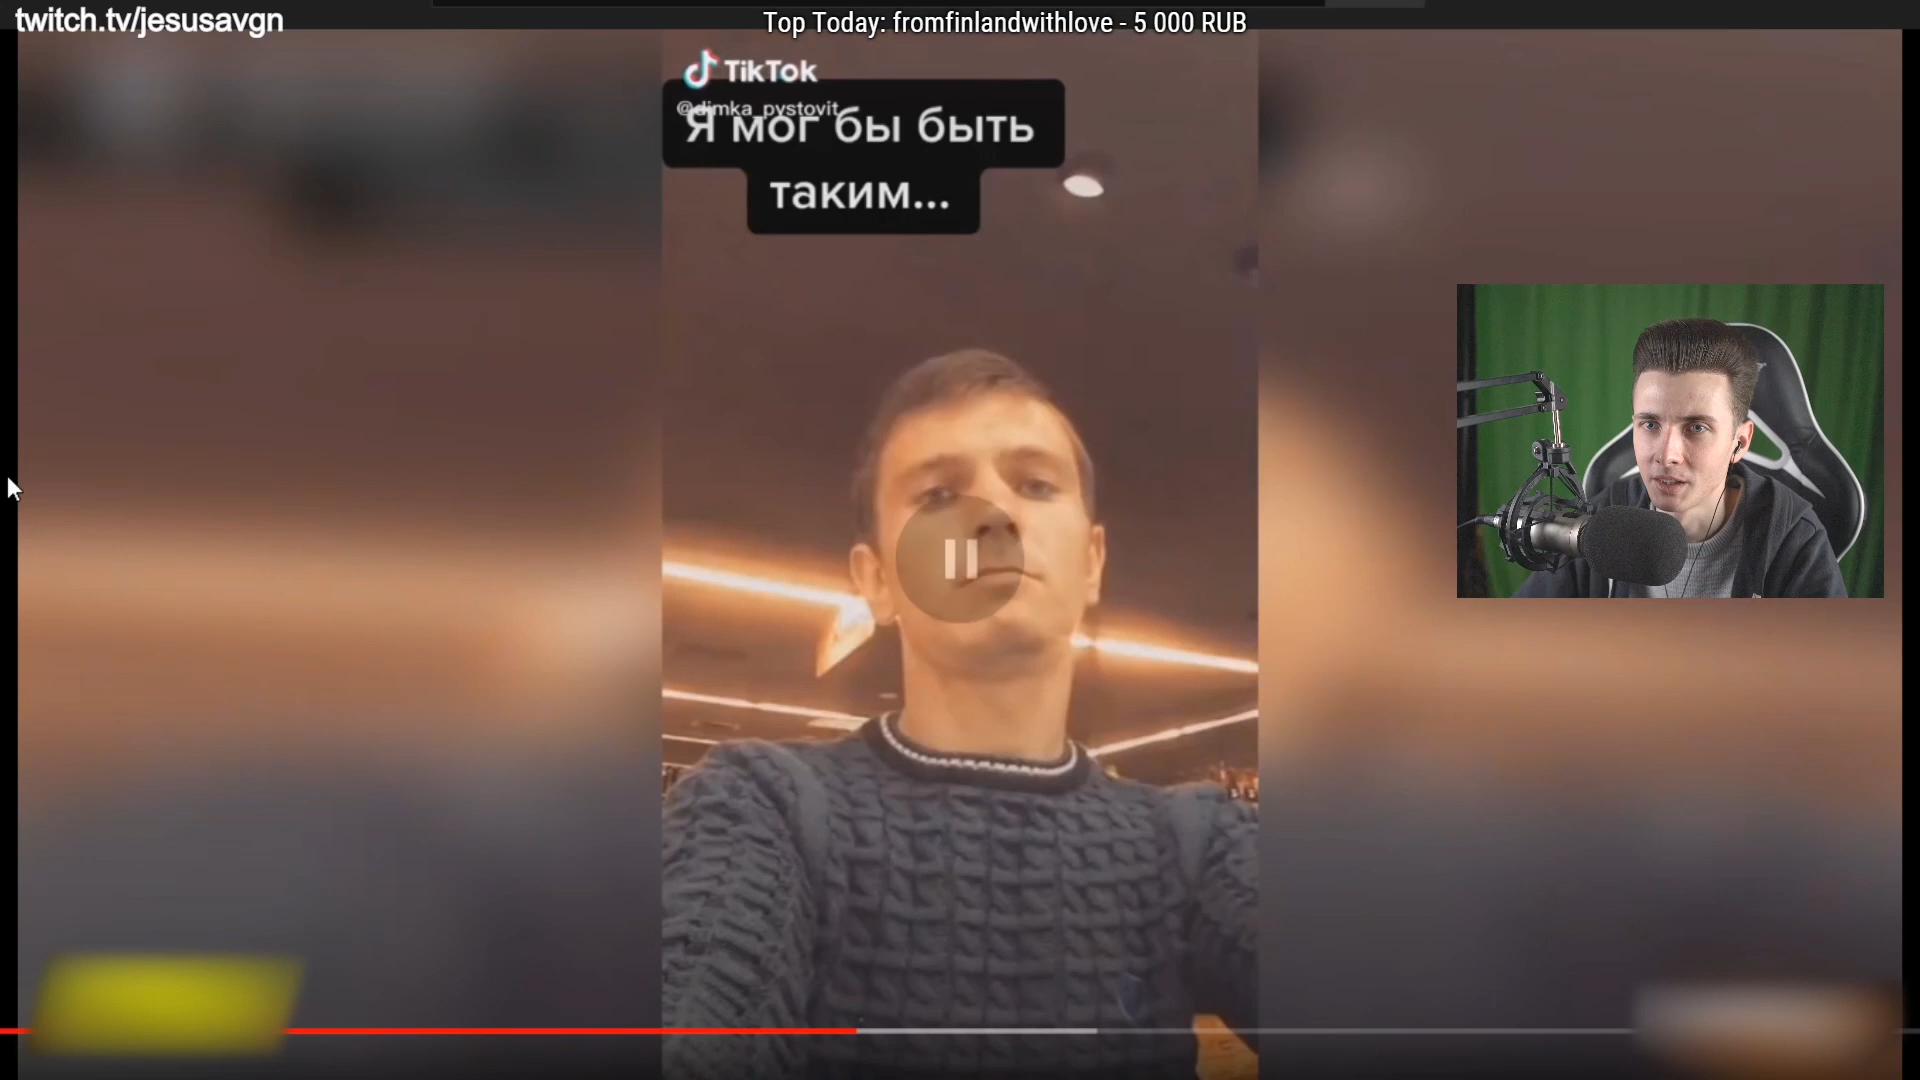 twitch.tv/jesusavgn
Top Today: fromfinlandwithlove - 5 000 RUB
TikTok
@dimka_pystovit
Я мог бы быть
таким...